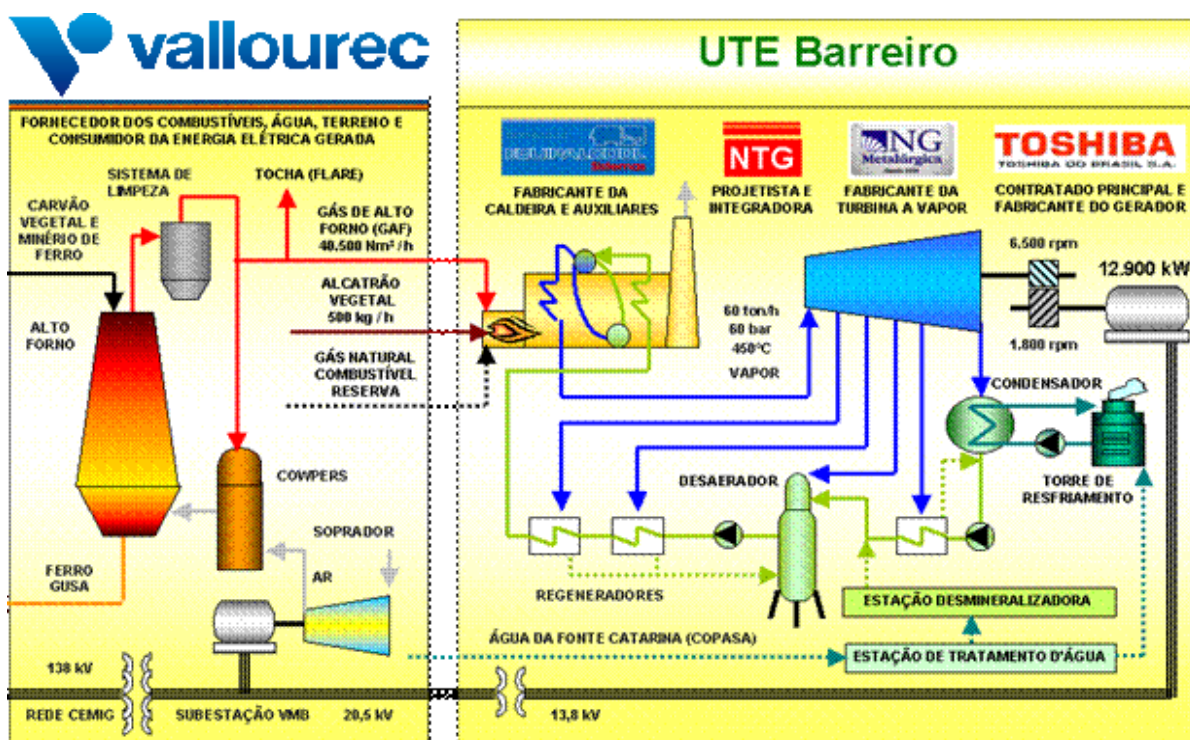 vallourec
UTE Barreiro
FORNECEDOR DOS COMBUSTÍVEIS, ÁGUA, TERRENO E
CONSUMIDOR DA ENERGIA ELÉTRICA GERADA
SISTEMA DE
LIMPEZA
TOCHA (FLARE)
CARVÃO
VEGETAL E
MINÉRIO DE
FERRO
GÁS DE ALTO
FORNO (GAF)
40.500 Nm³ / h
ALCATRÃO
VEGETAL
500 kg / h
ALTO
FORNO
GÁS NATURAL
COMBUSTÍVEL
RESERVA
COWPERS
SOPRADOR
AR
FERRO
GUSA
138 kV
REDE CEMIG
SUBESTAÇÃO VMB
20,5 kV
FABRICANTE DA
CALDEIRA E AUXILIARES
NTG
PROJETISTA E
INTEGRADORA
NG
Metalúrgica
FABRICANTE DA
TURBINA A VAPOR
TOSHIBA
TOSHIBA DO BRASIL S.A.
CONTRATADO PRINCIPAL E
FABRICANTE DO GERADOR
6.500 rpm
12.900 kW
1.800 rpm
60 ton/h
60 bar
450°C
VAPOR
CONDENSADOR
TORRE DE
RESFRIAMENTO
DESAERADOR
REGENERADORES
ESTAÇÃO DESMINERALIZADORA
ÁGUA DA FONTE CATARINA (COPASA)
ESTAÇÃO DE TRATAMENTO D'ÁGUA
13,8 kV